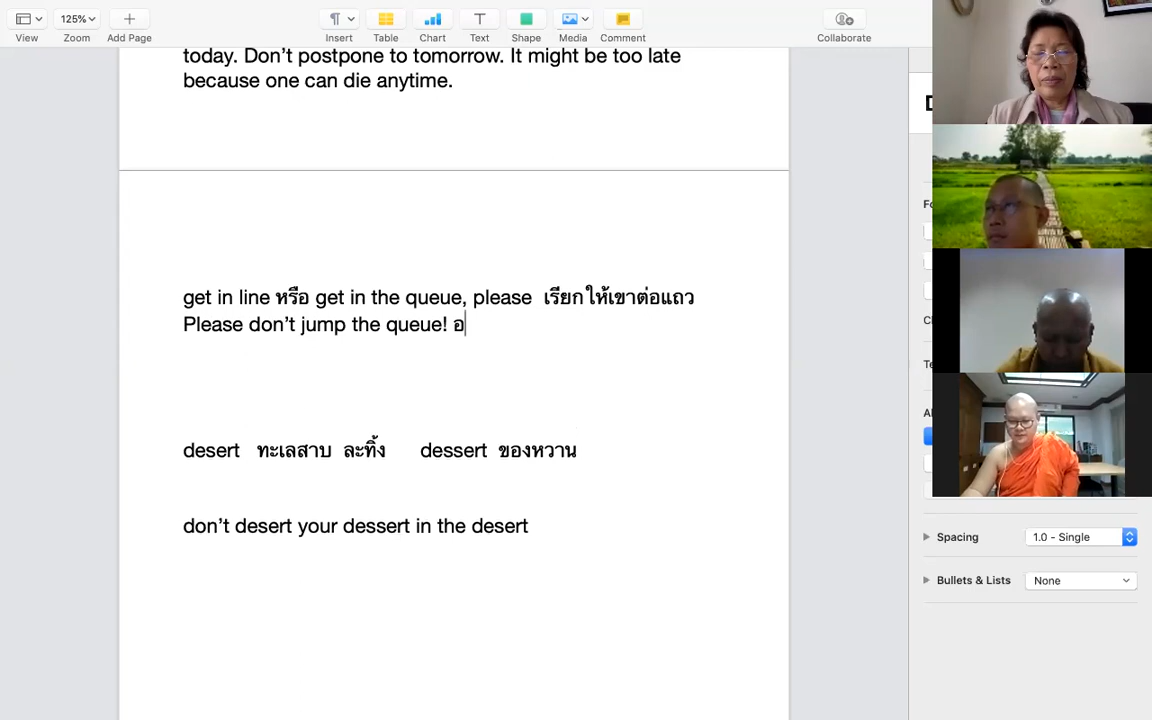 125%
View
Zoom
Add Page
Insert
Table
Chart
Text
Shape
Media
Comment
Collaborate
today. Don't postpone to tomorrow. It might be too late
because one can die anytime.
get in line หรือ get in the queue, please เรียกให้เขาต่อแถว
Please don't jump the queue! อ
desert ทะเลสาบ ละทิ้ง dessert ของหวาน
don't desert your dessert in the desert
Spacing
1.0 - Single
Bullets & Lists
None